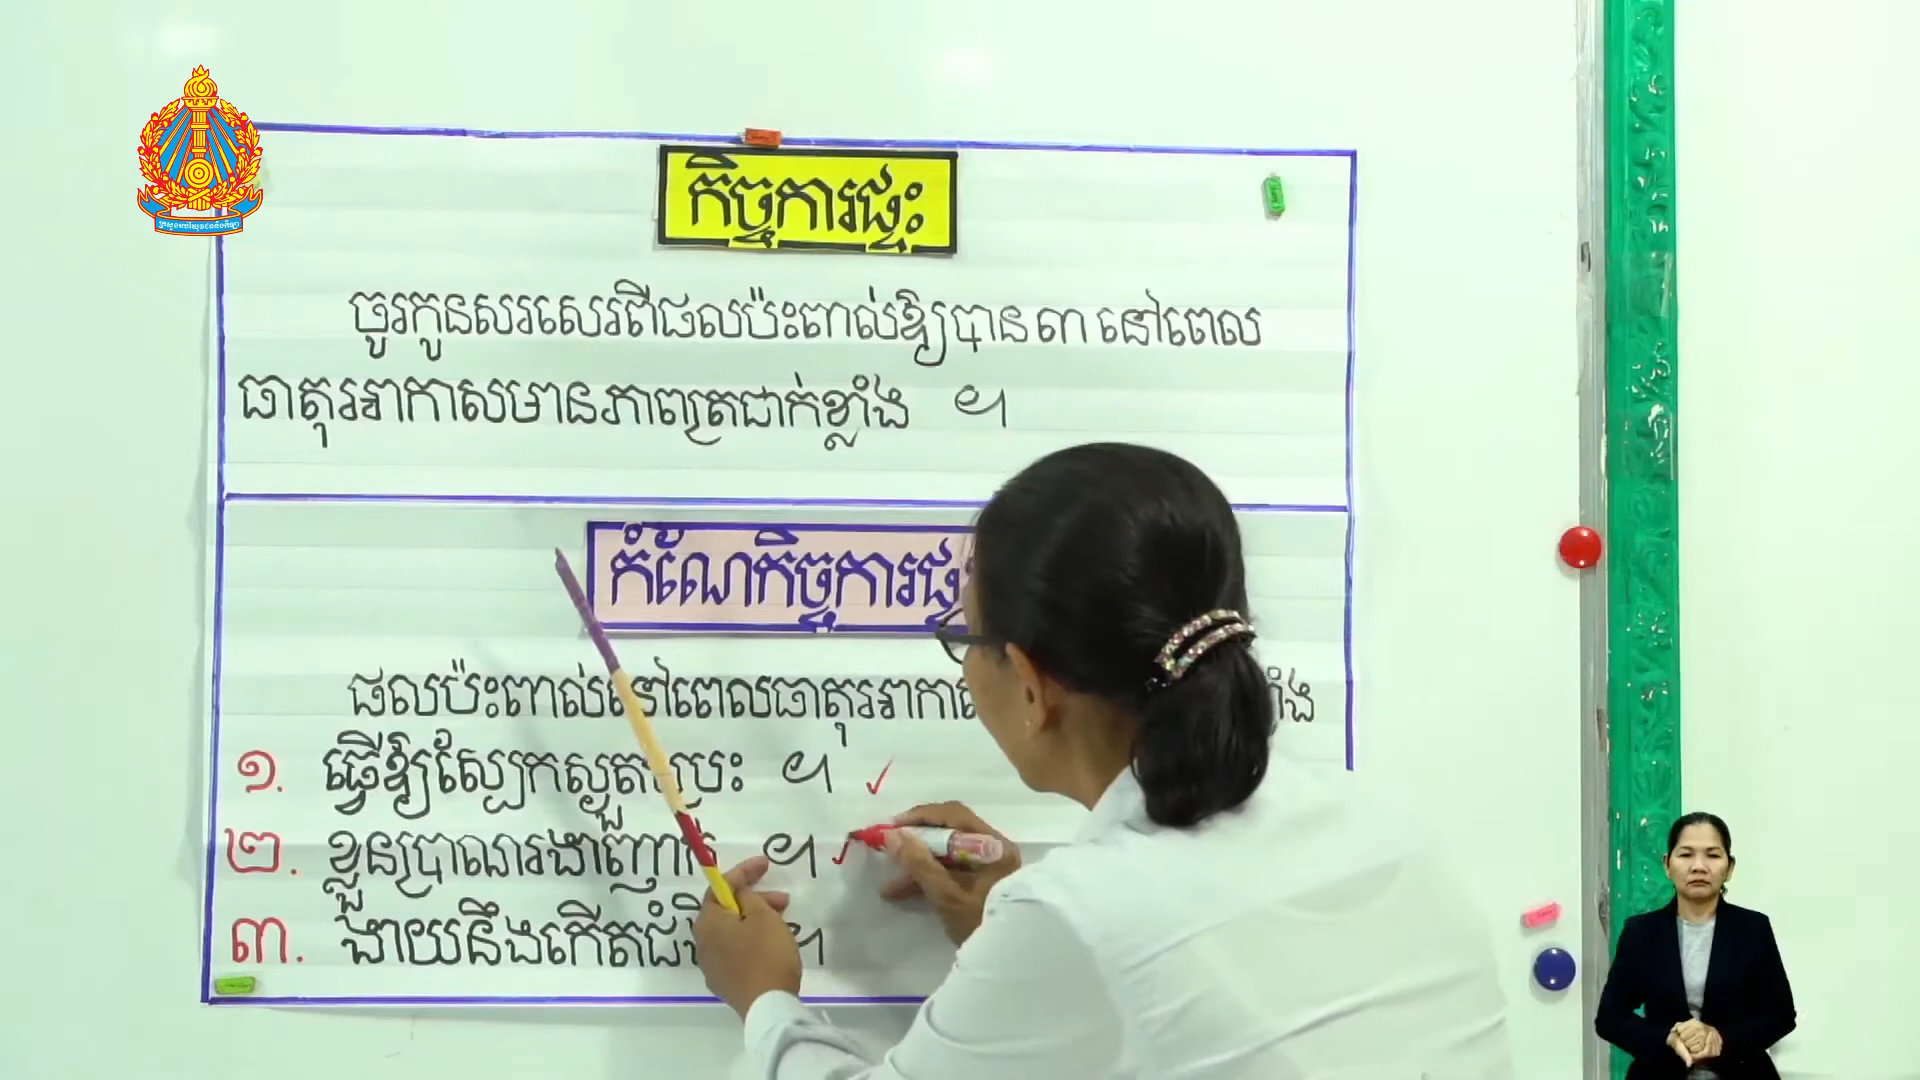 កិច្ចការផ្ទះ
ចូរកូនសរសេរពីផលប៉ះពាល់ឱ្យបាន ៣ នៅពេល
ធាតុអាកាសមានភាពត្រជាក់ខ្លាំង ។
កំណែកិច្ចការផ្ទ
ផលប៉ះពាល់នៅពេលធាតុអាកា
១. ធ្វើឱ្យស្បែកស្ងួតប្រេះ ។
២. ខ្លួនប្រាណរងាញាក់ ។
៣. ងាយនឹងកើតជំងឺ ។